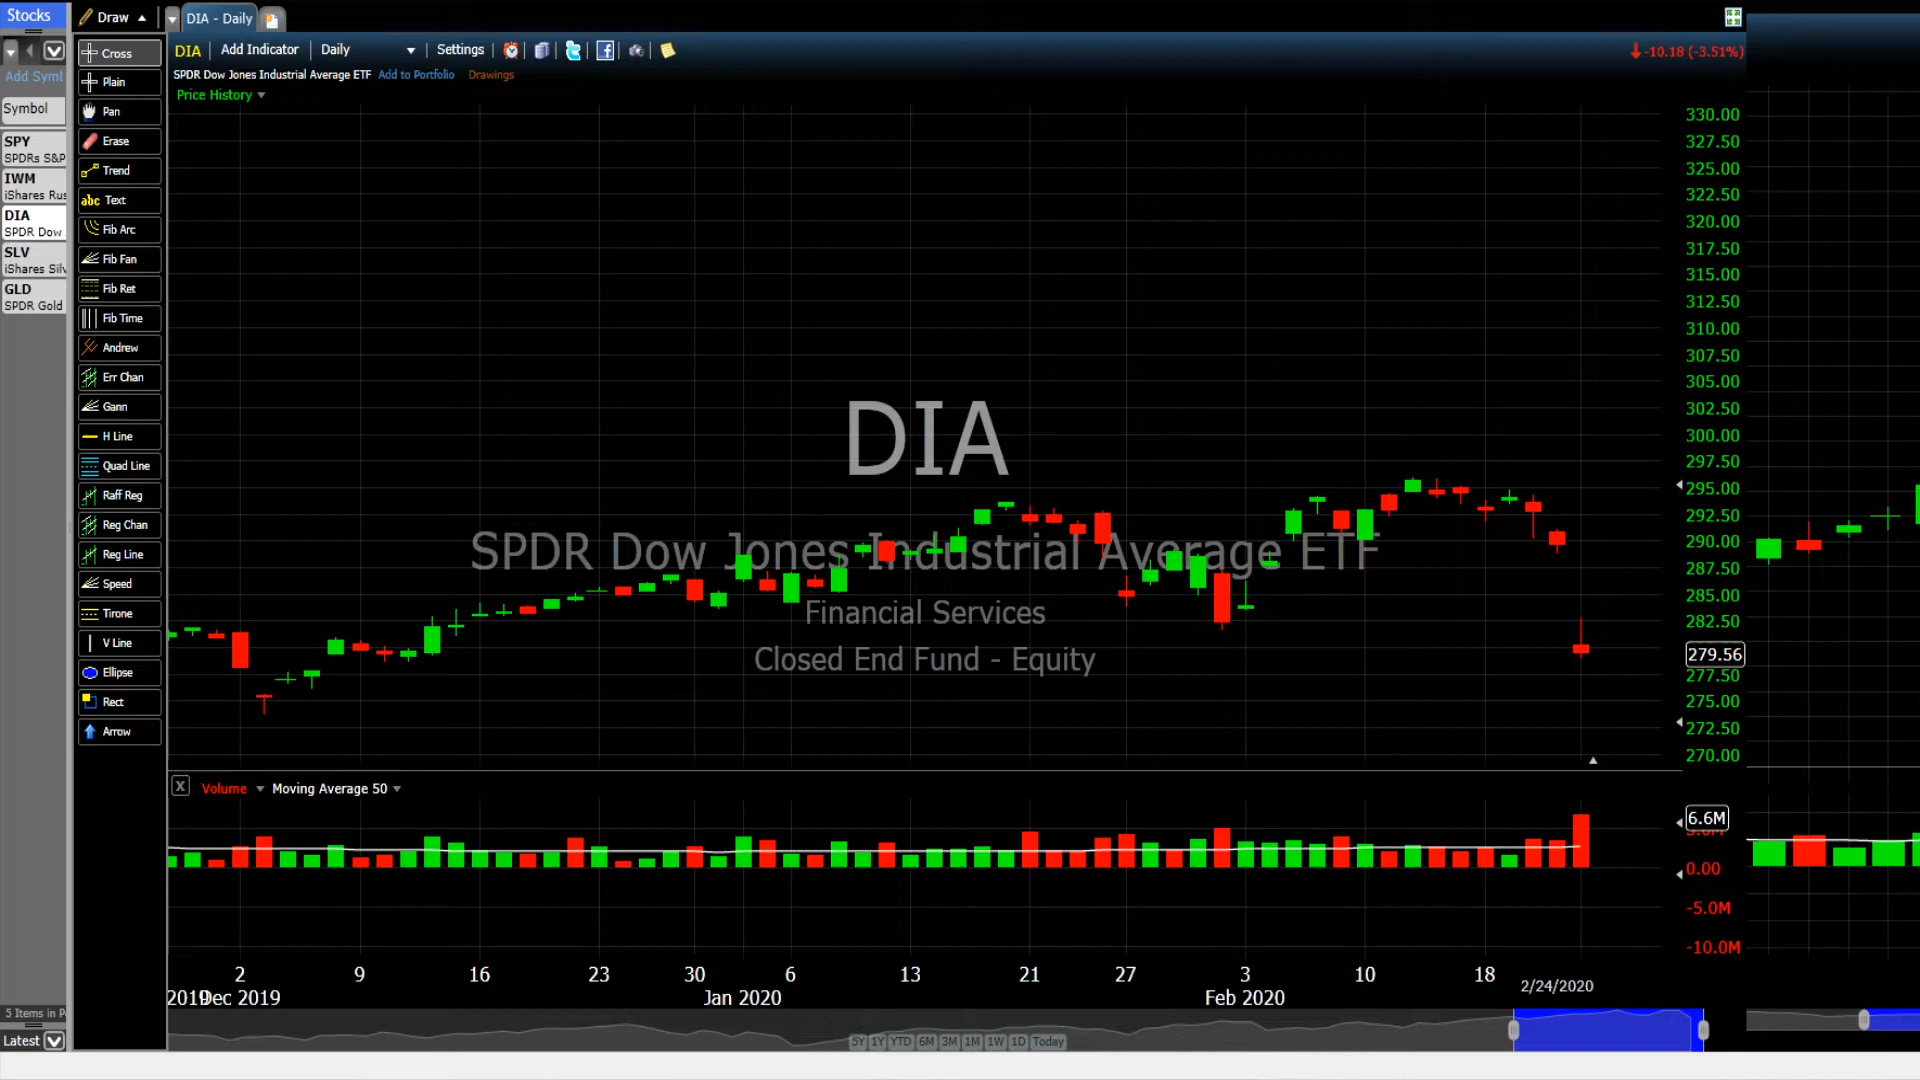 Stocks
Draw
DIA - Daily
DIA
Add Indicator
Daily
Settings
-10.18 (-3.51%)
SPDR Dow Jones Industrial Average ETF
Add to Portfolio
Drawings
Price History
Add Symb
Symbol
SPY
SPDRs S&P
IWM
iShares Rus
DIA
SPDR Dow
SLV
iShares Silv
GLD
SPDR Gold
5 Items in P
Latest
Cross
Plain
Pan
Erase
Trend
abc Text
Fib Arc
Fib Fan
Fib Ret
Fib Time
Andrew
Err Chan
Gann
H Line
Quad Line
Raff Reg
Reg Chan
Reg Line
Speed
Tirone
V Line
Ellipse
Rect
Arrow
DIA
SPDR Dow Jones Industrial Average ETF
Financial Services
Closed End Fund - Equity
330.00
327.50
325.00
322.50
320.00
317.50
315.00
312.50
310.00
307.50
305.00
302.50
300.00
297.50
295.00
292.50
290.00
287.50
285.00
282.50
279.56
277.50
275.00
272.50
270.00
X
Volume
Moving Average 50
6.6M
0.00
-5.0M
-10.0M
2
9
16
23
30
6
13
21
27
3
10
18
2019
Dec 2019
Jan 2020
Feb 2020
2/24/2020
5Y
1Y
YTD
6M
3M
1M
1W
1D
Today